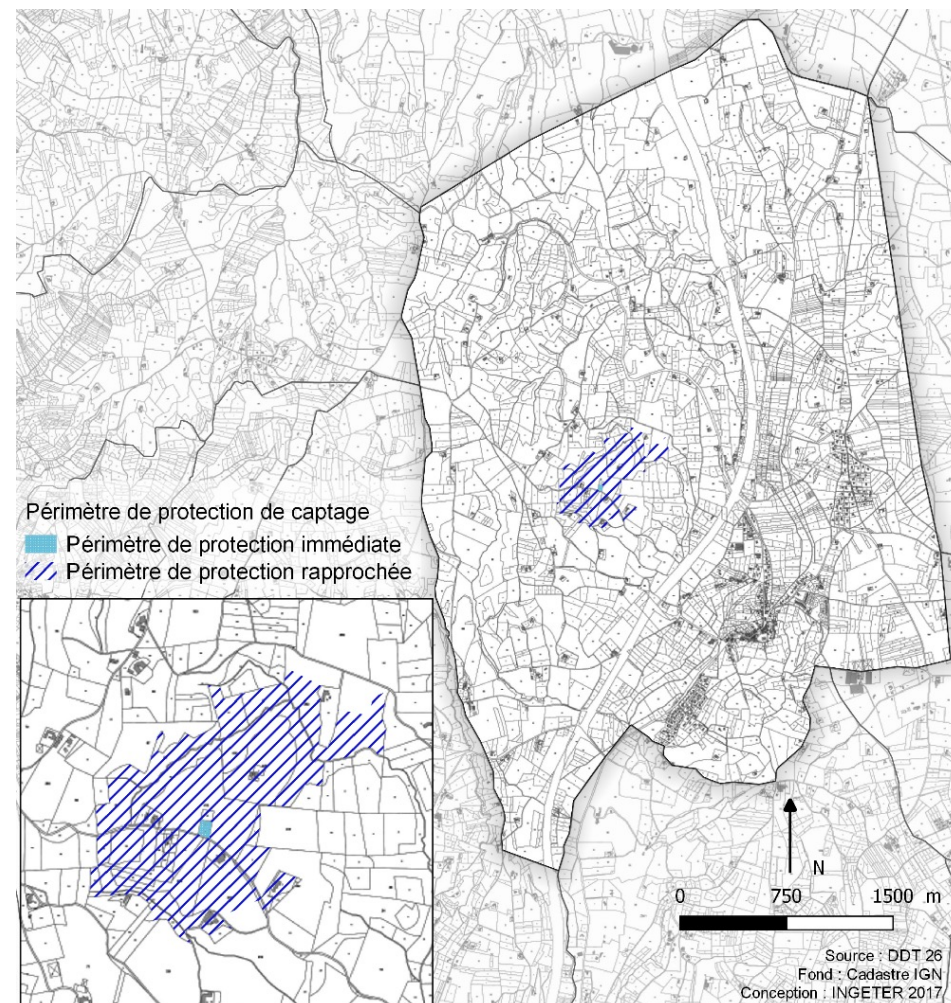 Périmètre de protection de captage
Périmètre de protection immédiate
Périmètre de protection rapprochée
N
0 750 1500 m
Source : DDT 26
Fond : Cadastre IGN
Conception : INGETER 2017